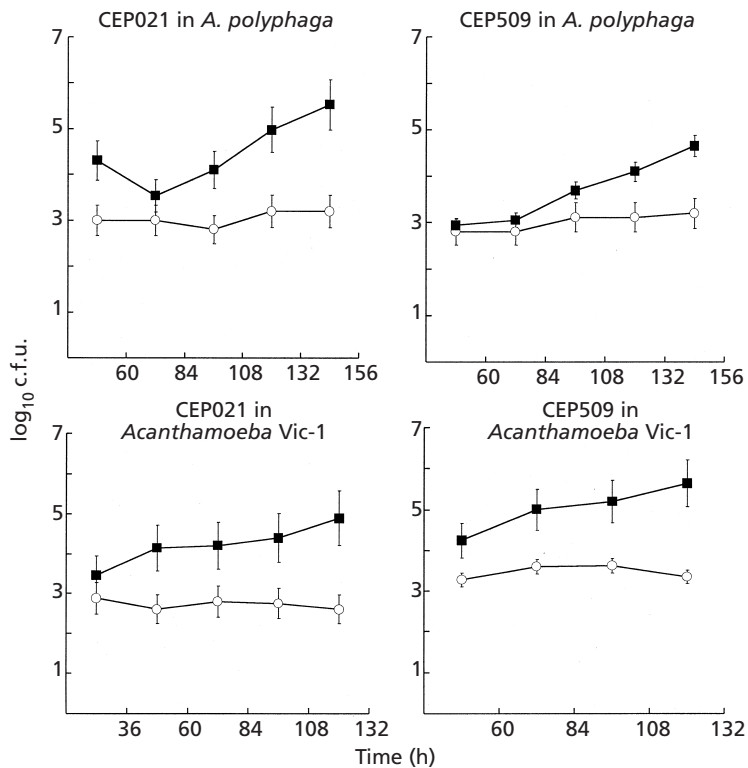 CEP021 in A. polyphaga
7
5
3
1
60 84 108 132 156
CEP509 in A. polyphaga
7
5
3
1
60 84 108 132 156
log10 c.f.u.
CEP021 in
Acanthamoeba Vic-1
7
5
3
1
36 60 84 108 132
CEP509 in
Acanthamoeba Vic-1
7
5
3
1
60 84 108 132
Time (h)